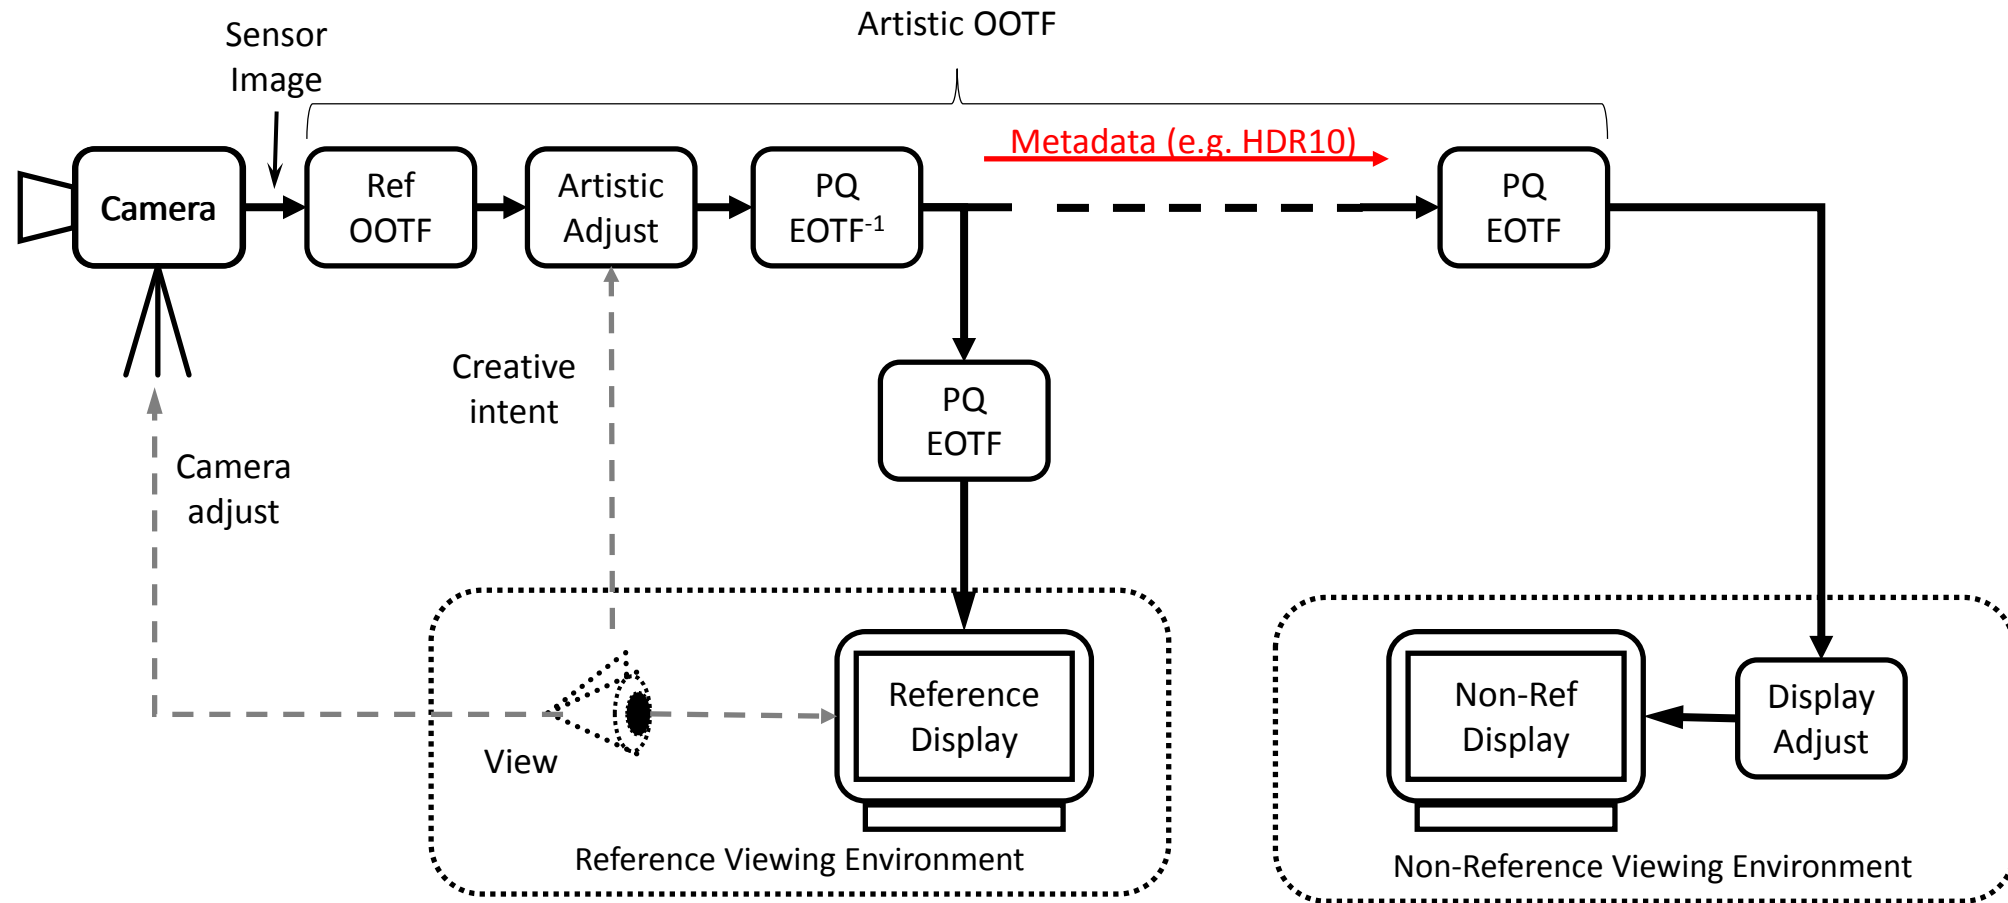 Artistic OOTF
Sensor
Image
Metadata (e.g. HDR10)
Camera
Ref
OOTF
Artistic
Adjust
PQ
EOTF-1
PQ
EOTF
Creative
intent
PQ
EOTF
Camera
adjust
View
Reference
Display
Non-Ref
Display
Display
Adjust
Reference Viewing Environment
Non-Reference Viewing Environment